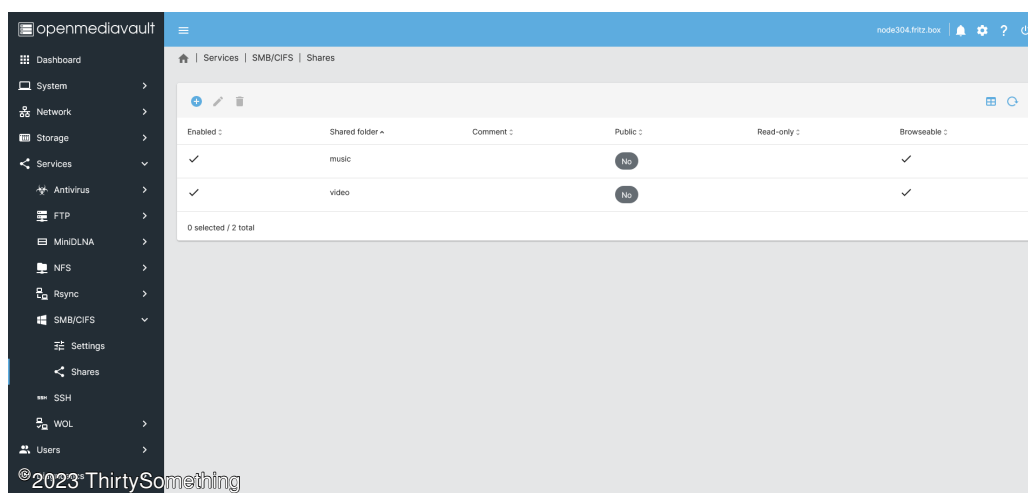 openmediavault
node304.fritz.box
Dashboard
System
Network
Storage
Services
Antivirus
FTP
MiniDLNA
NFS
Rsync
SMB/CIFS
Settings
Shares
SSH
WOL
Users
| Services | SMB/CIFS | Shares
Enabled Shared folder Comment Public Read-only Browseable
music No
video No
0 selected / 2 total
©2023 ThirtySomething